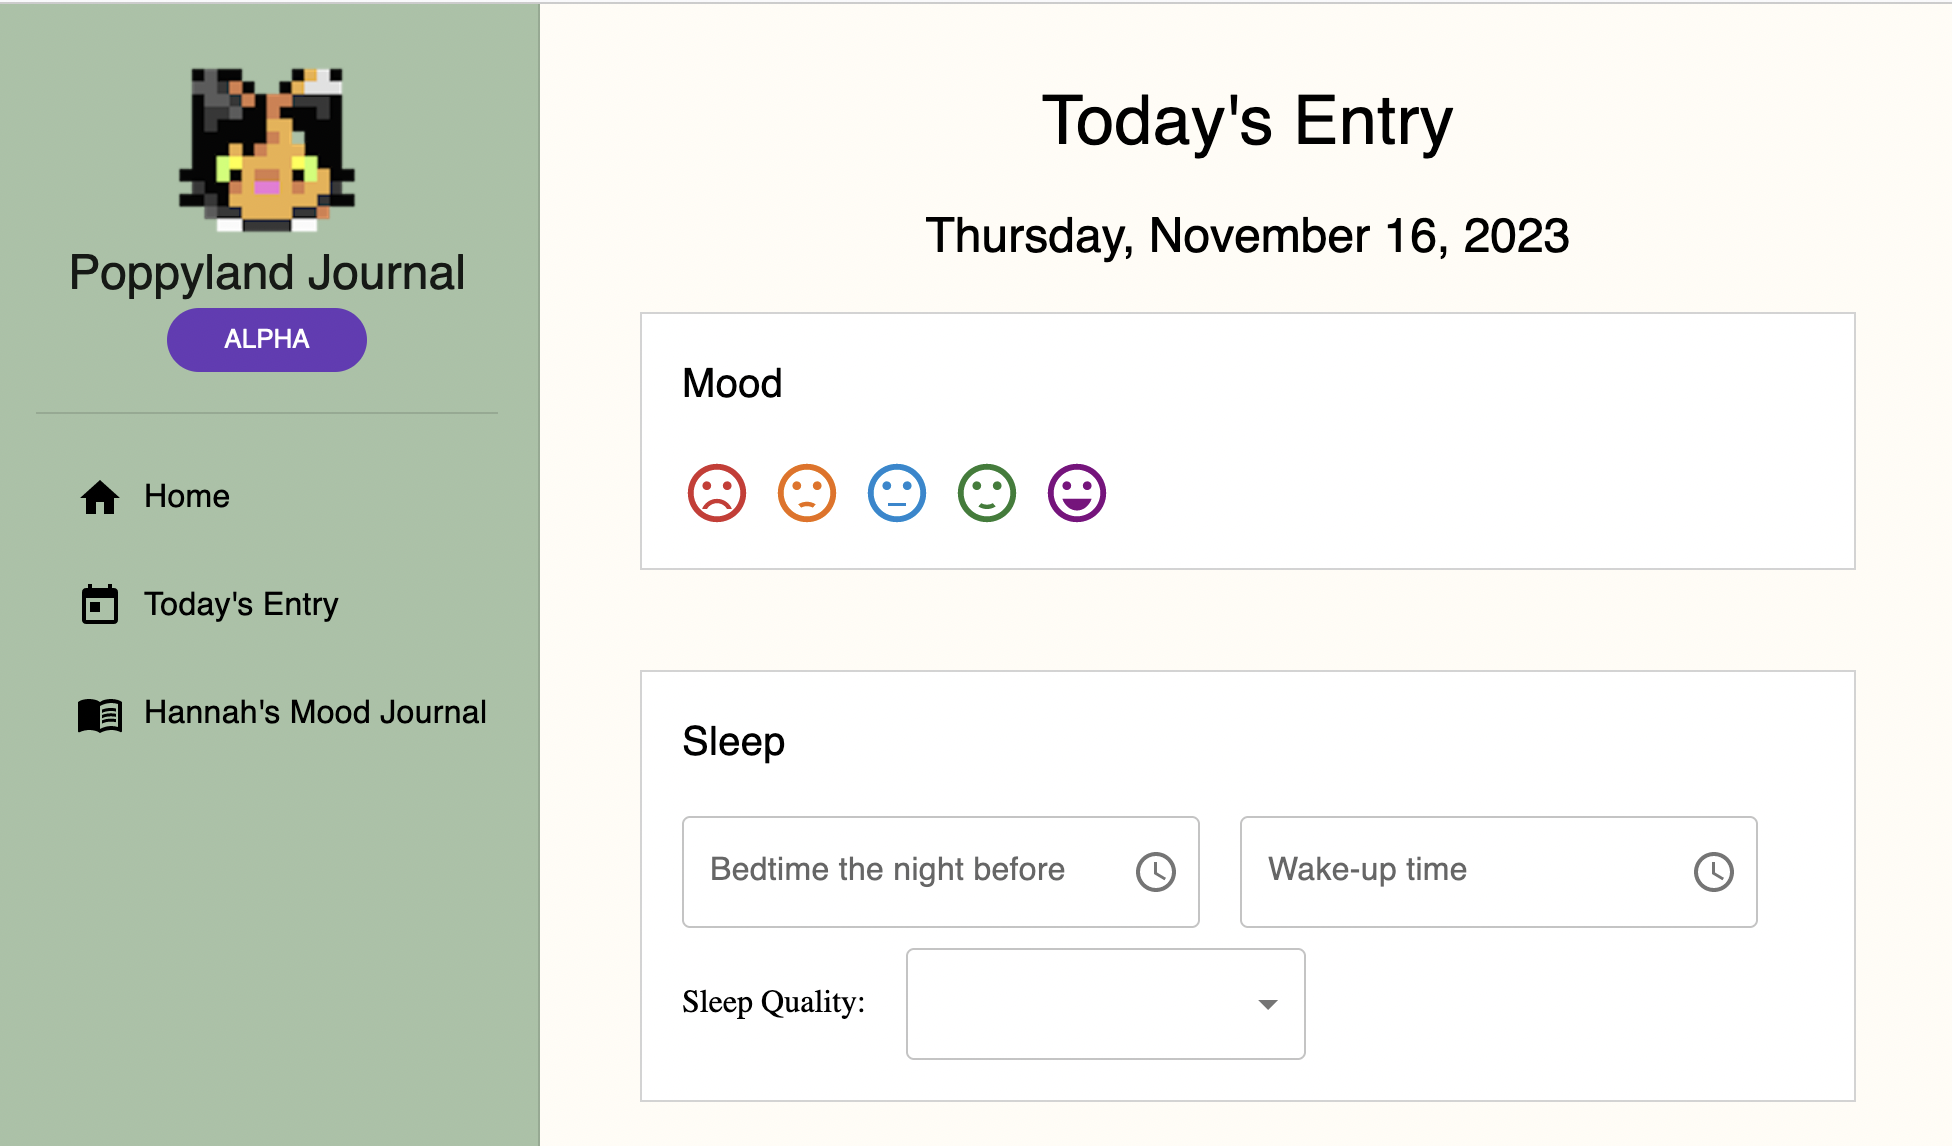 Poppyland Journal
ALPHA
Home
Today's Entry
Hannah's Mood Journal
Today's Entry
Thursday, November 16, 2023
Mood
Sleep
Bedtime the night before
Wake-up time
Sleep Quality: